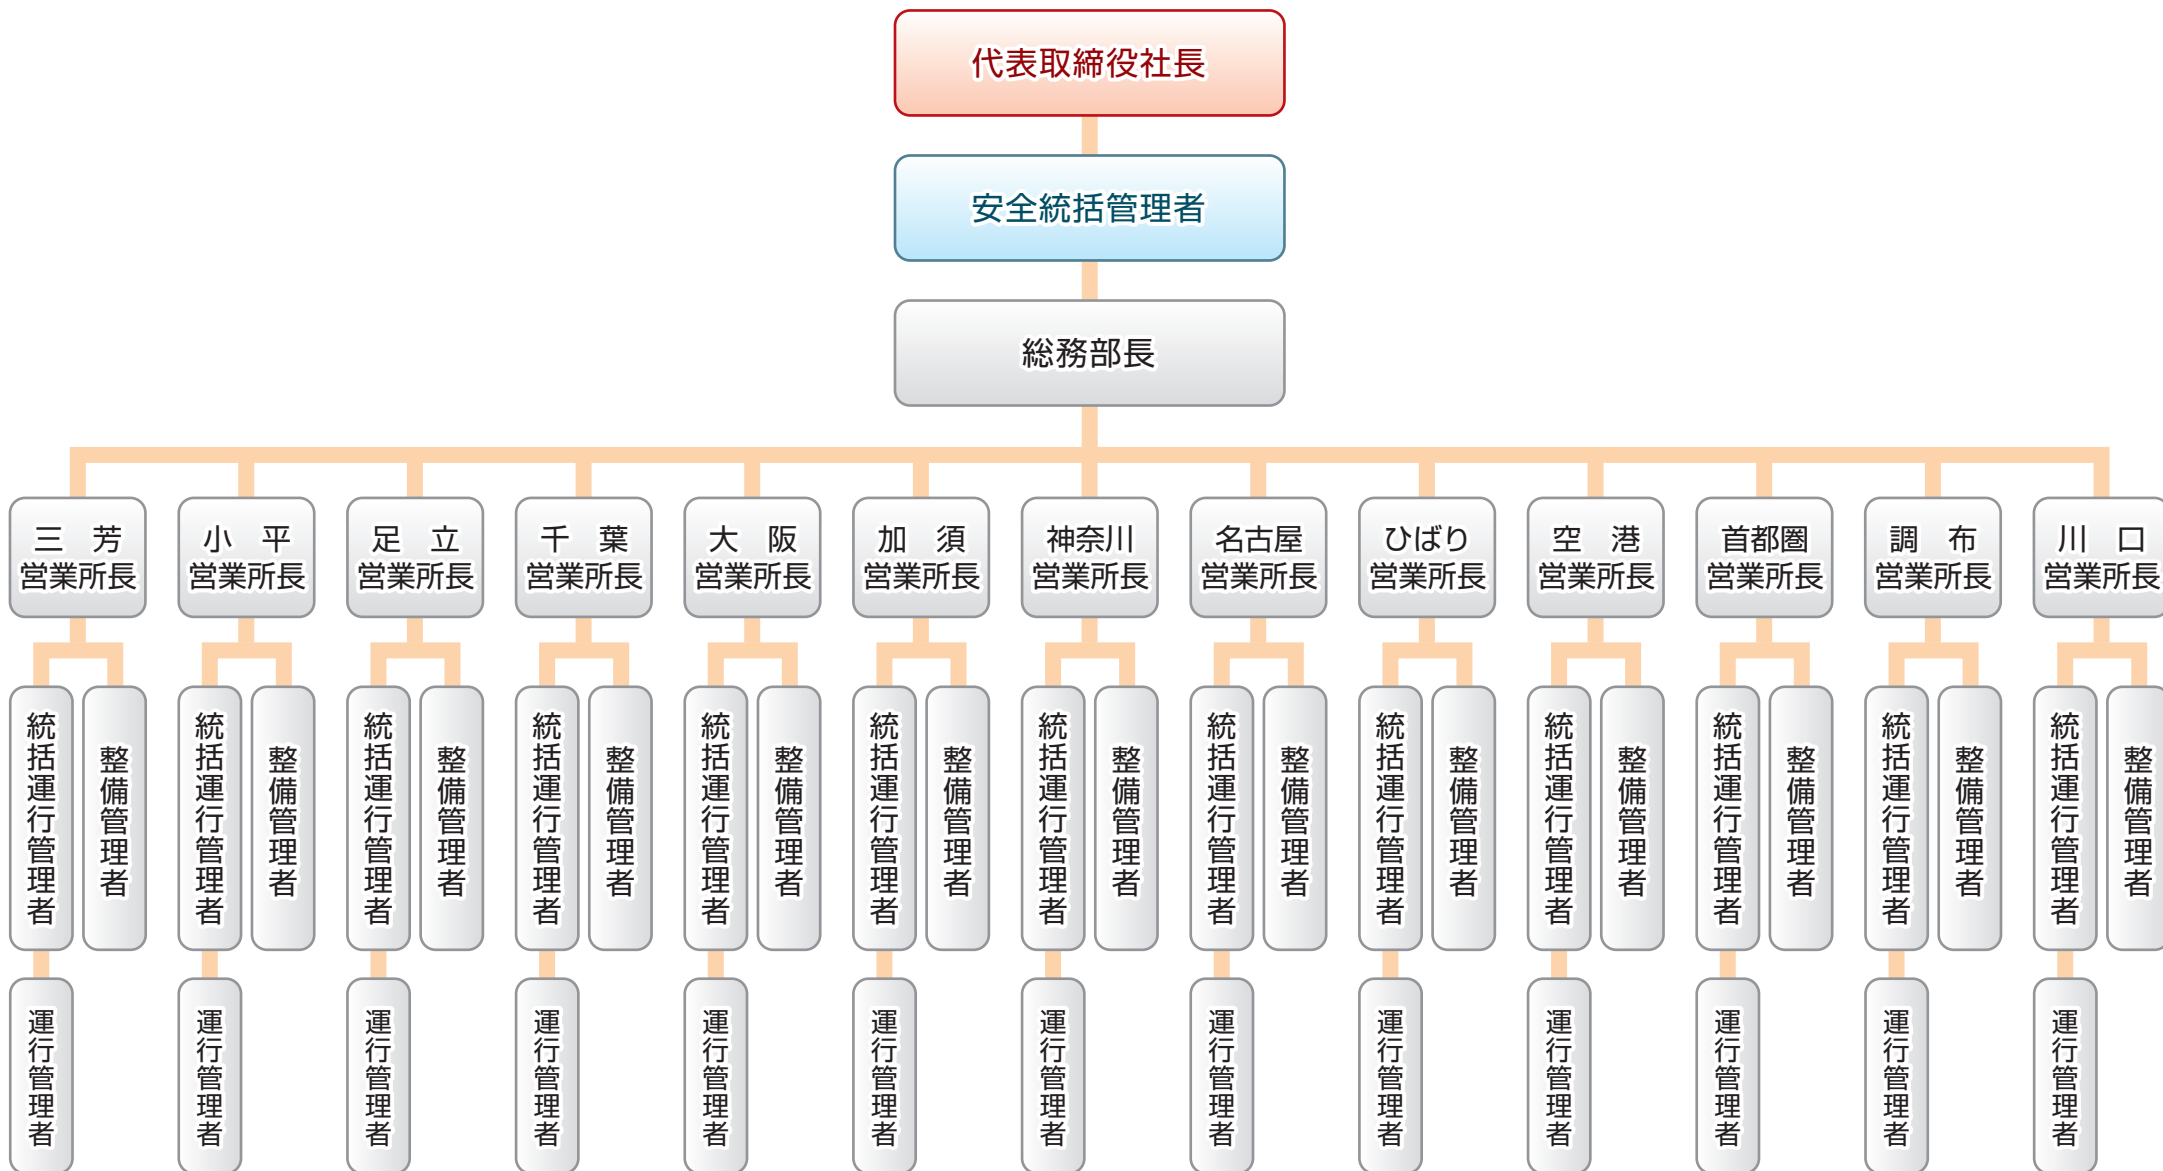 代表取締役社長
安全統括管理者
総務部長
三　芳
営業所長
小　平
営業所長
足　立
営業所長
千　葉
営業所長
大　阪
営業所長
加　須
営業所長
神奈川
営業所長
名古屋
営業所長
ひばり
営業所長
空　港
営業所長
首都圏
営業所長
調　布
営業所長
川　口
営業所長
統括運行管理者
整備管理者
統括運行管理者
整備管理者
統括運行管理者
整備管理者
統括運行管理者
整備管理者
統括運行管理者
整備管理者
統括運行管理者
整備管理者
統括運行管理者
整備管理者
統括運行管理者
整備管理者
統括運行管理者
整備管理者
統括運行管理者
整備管理者
統括運行管理者
整備管理者
統括運行管理者
整備管理者
統括運行管理者
整備管理者
運行管理者
運行管理者
運行管理者
運行管理者
運行管理者
運行管理者
運行管理者
運行管理者
運行管理者
運行管理者
運行管理者
運行管理者
運行管理者